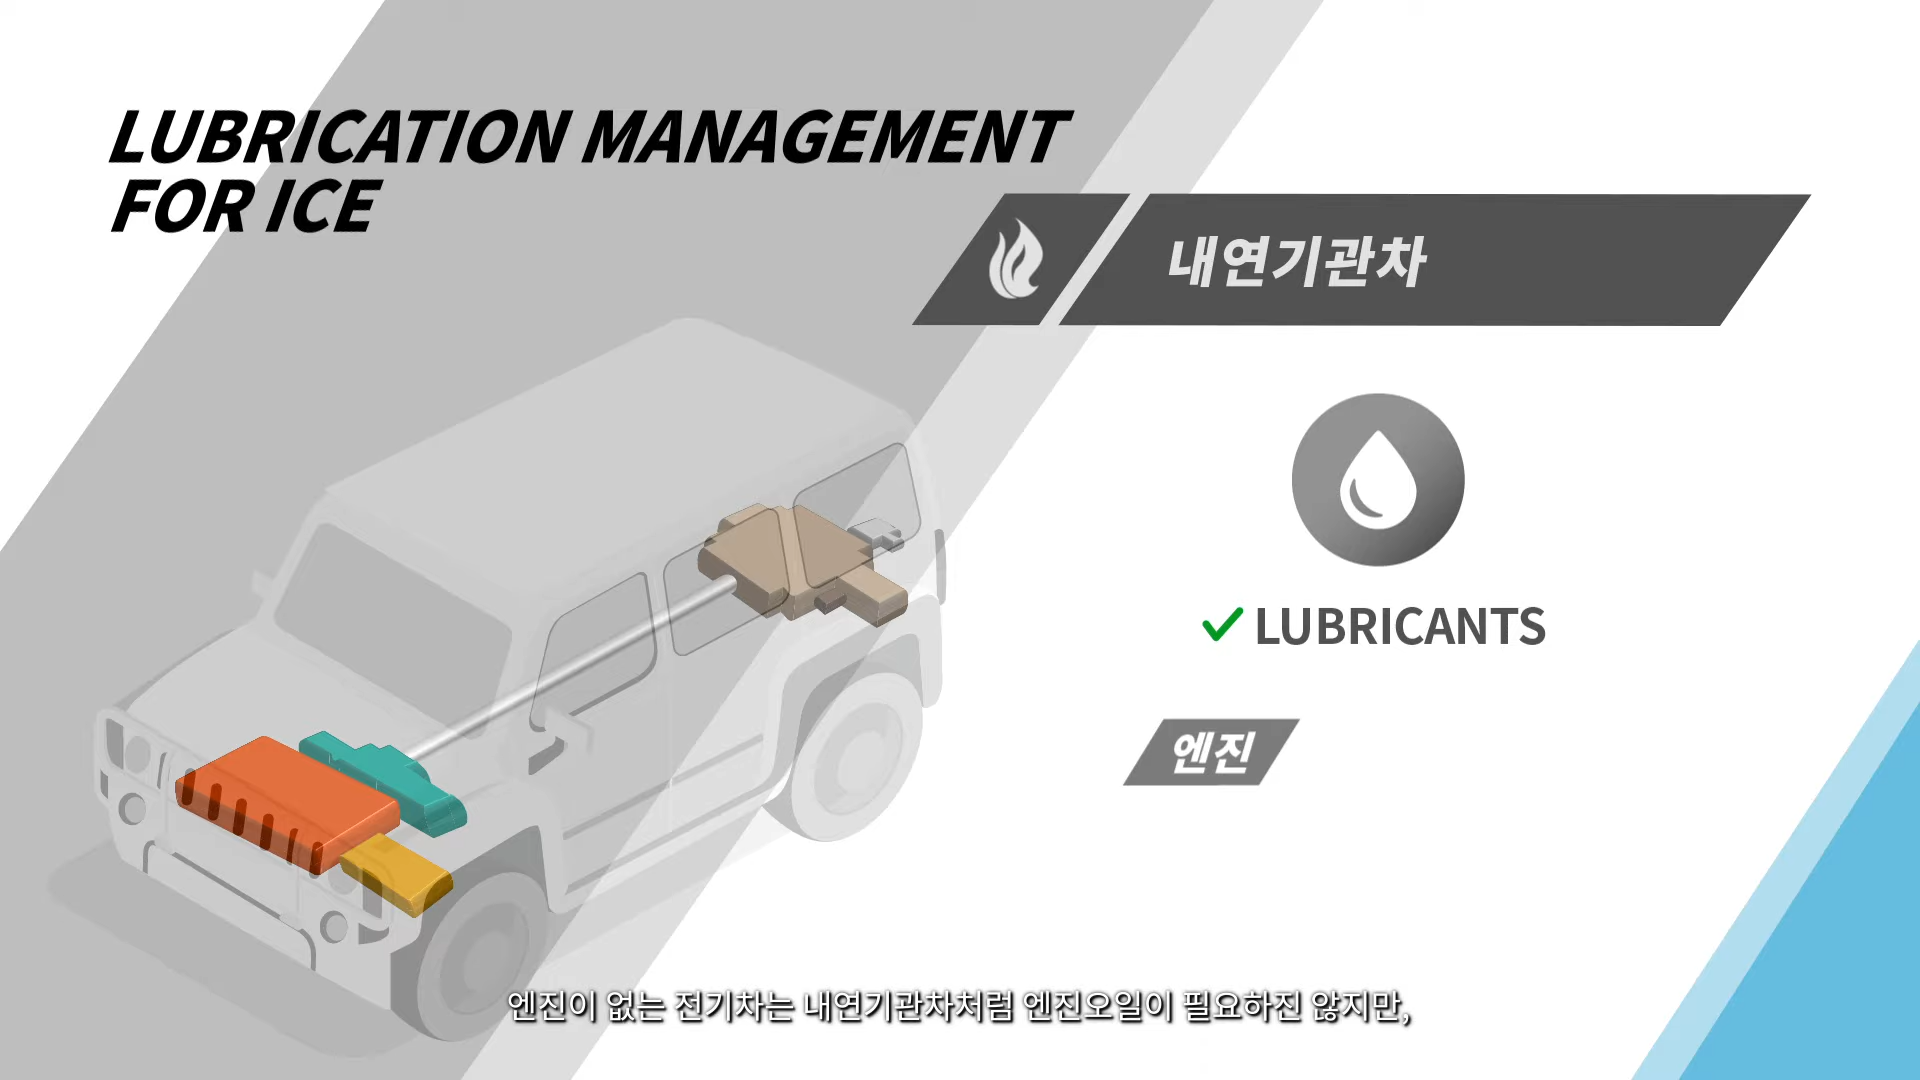 LUBRICATION MANAGEMENT
FOR ICE
내연기관차
LUBRICANTS
엔진
엔진이 없는 전기차는 내연기관차처럼 엔진오일이 필요하진 않지만,